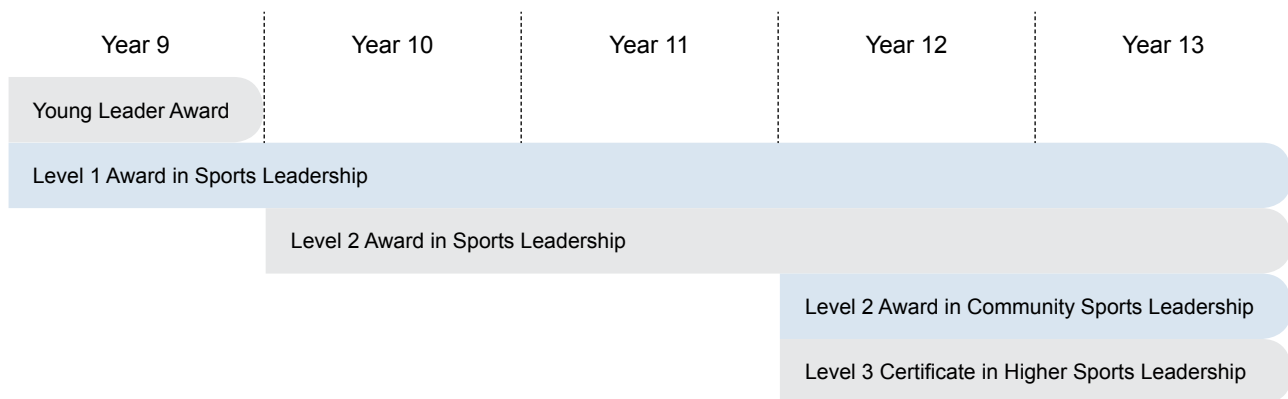 Year 9 Year 10 Year 11 Year 12 Year 13
Young Leader Award
Level 1 Award in Sports Leadership
Level 2 Award in Sports Leadership
Level 2 Award in Community Sports Leadership
Level 3 Certificate in Higher Sports Leadership